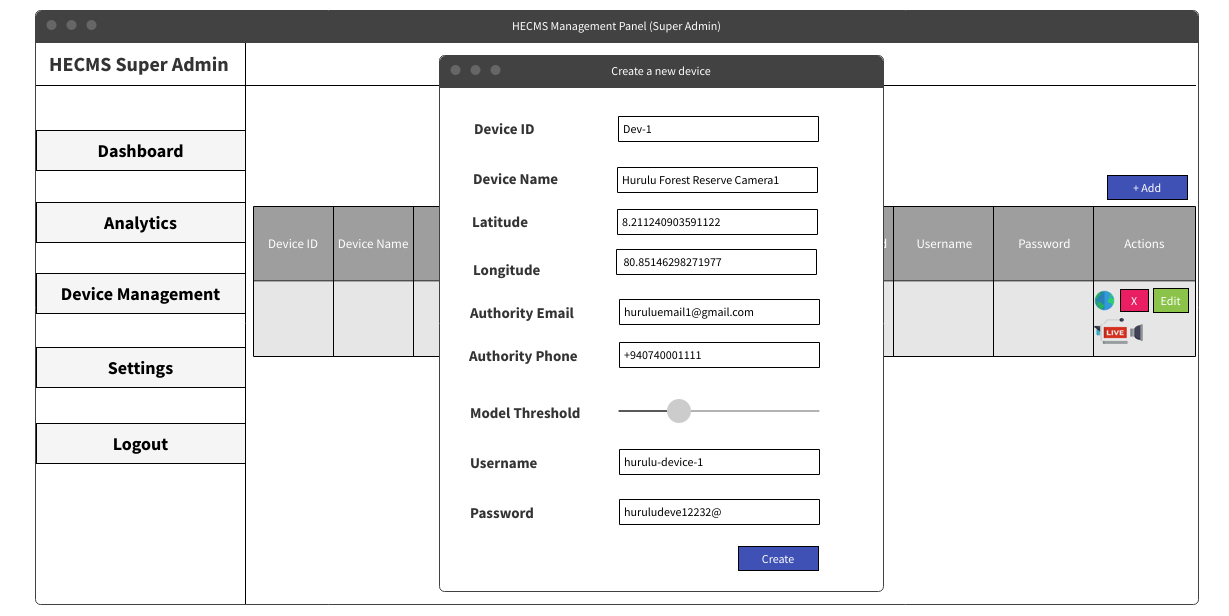 HECMS Management Panel (Super Admin)
HECMS Super Admin
Dashboard
Analytics
Device Management
Settings
Logout
+ Add
Device ID
Device Name
Username
Password
Actions
X
Edit
LIVE
Create a new device
Device ID
Dev-1
Device Name
Hurulu Forest Reserve Camera1
Latitude
8.211240903591122
Longitude
80.85146298271977
Authority Email
huruluemail1@gmail.com
Authority Phone
+940740001111
Model Threshold
Username
hurulu-device-1
Password
huruludeve12232@
Create